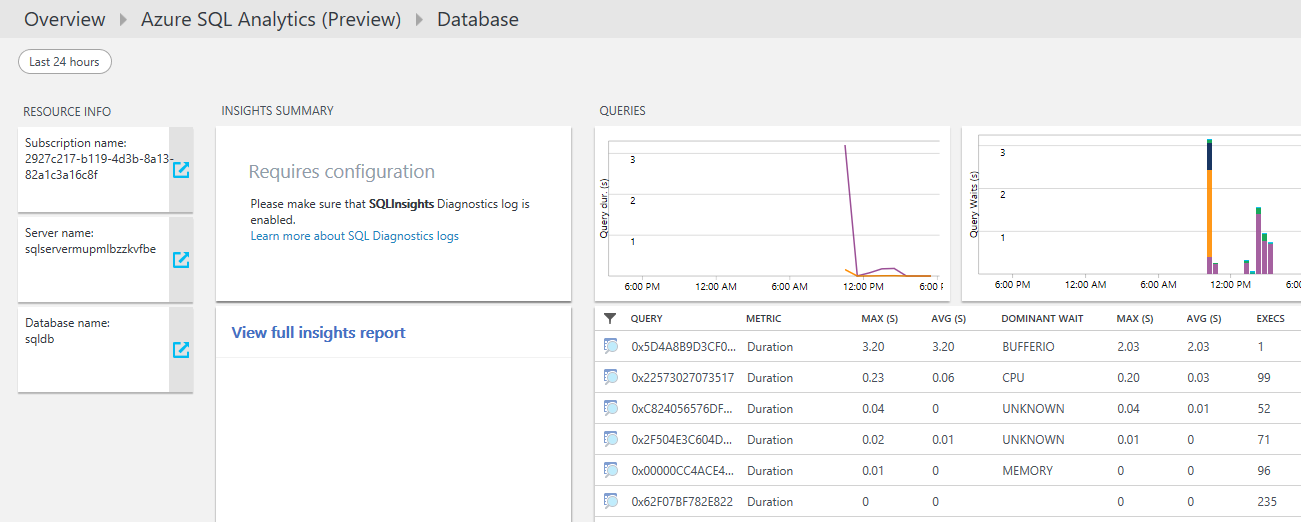 Overview Azure SQL Analytics (Preview) Database
Last 24 hours
RESOURCE INFO
Subscription name:
2927c217-b119-4d3b-8a13-
82a1c3a16c8f
Server name:
sqlservermupmlbzzkvfbe
Database name:
sqldb
INSIGHTS SUMMARY
Requires configuration
Please make sure that SQLInsights Diagnostics log is
enabled.
Learn more about SQL Diagnostics logs
View full insights report
QUERIES
Query dur. (s)
3
2
1
6:00 PM 12:00 AM 6:00 AM 12:00 PM 6:00
Query Waits (s)
3
2
1
6:00 PM 12:00 AM 6:00 AM 12:00 PM
QUERY METRIC MAX (S) AVG (S) DOMINANT WAIT MAX (S) AVG (S) EXECS
0x5D4A8B9D3CF0... Duration 3.20 3.20 BUFFERIO 2.03 2.03 1
0x22573027073517 Duration 0.23 0.06 CPU 0.20 0.03 99
0xC824056576DF... Duration 0.04 0 UNKNOWN 0.04 0.01 52
0x2F504E3C604D... Duration 0.02 0.01 UNKNOWN 0.01 0 71
0x00000CC4ACE4... Duration 0.01 0 MEMORY 0 0 96
0x62F07BF782E822 Duration 0 0 0 0 235